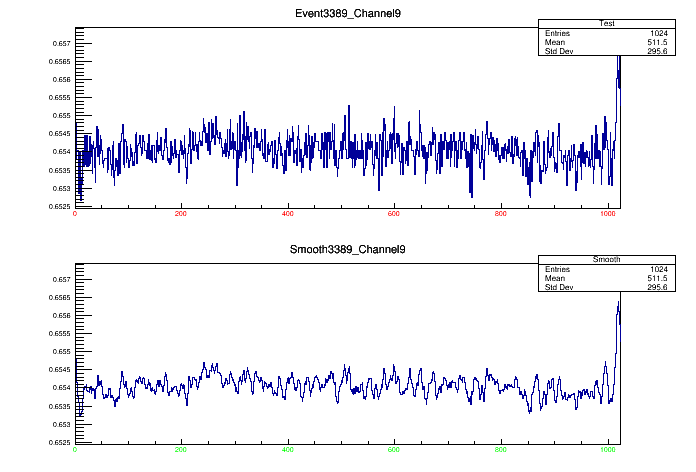 Event3389_Channel9
Test
Entries 1024
Mean 511.5
Std Dev 295.6
0.657
0.6565
0.656
0.6555
0.655
0.6545
0.654
0.6535
0.653
0.6525
0 200 400 600 800 1000
Smooth3389_Channel9
Smooth
Entries 1024
Mean 511.5
Std Dev 295.6
0.657
0.6565
0.656
0.6555
0.655
0.6545
0.654
0.6535
0.653
0.6525
0 200 400 600 800 1000